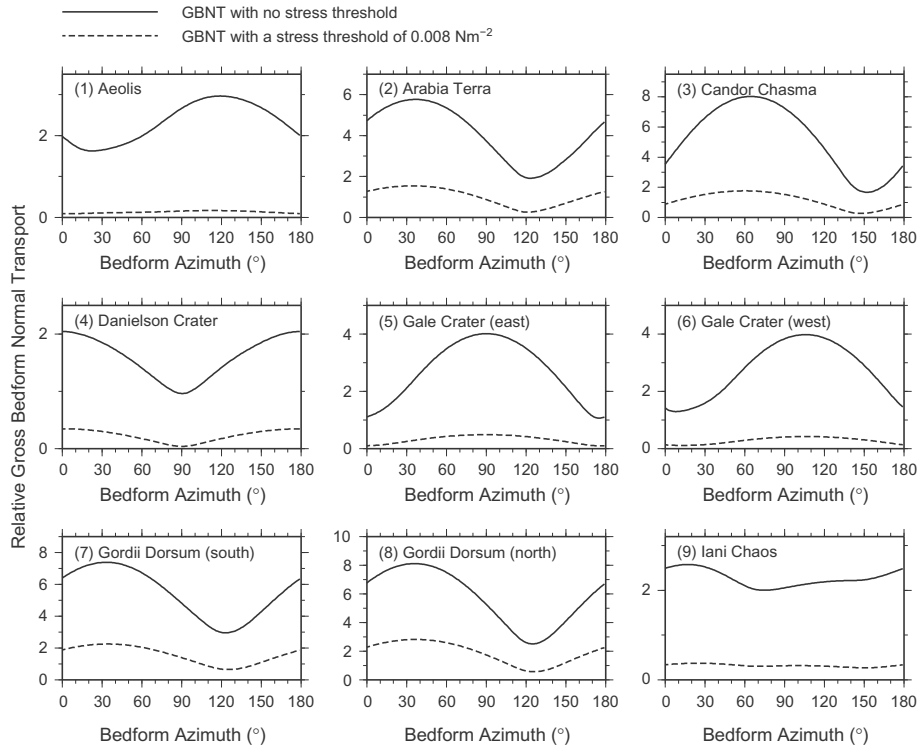 GBNT with no stress threshold
GBNT with a stress threshold of 0.008 Nm⁻²
Relative Gross Bedform Normal Transport
(1) Aeolis
2
0
0 30 60 90 120 150 180
Bedform Azimuth (°)
(2) Arabia Terra
6
4
2
0
0 30 60 90 120 150 180
Bedform Azimuth (°)
(3) Candor Chasma
8
6
4
2
0
0 30 60 90 120 150 180
Bedform Azimuth (°)
(4) Danielson Crater
2
1
0
0 30 60 90 120 150 180
Bedform Azimuth (°)
(5) Gale Crater (east)
4
2
0
0 30 60 90 120 150 180
Bedform Azimuth (°)
(6) Gale Crater (west)
4
2
0
0 30 60 90 120 150 180
Bedform Azimuth (°)
(7) Gordii Dorsum (south)
8
6
4
2
0
0 30 60 90 120 150 180
Bedform Azimuth (°)
(8) Gordii Dorsum (north)
10
8
6
4
2
0
0 30 60 90 120 150 180
Bedform Azimuth (°)
(9) Iani Chaos
2
0
0 30 60 90 120 150 180
Bedform Azimuth (°)